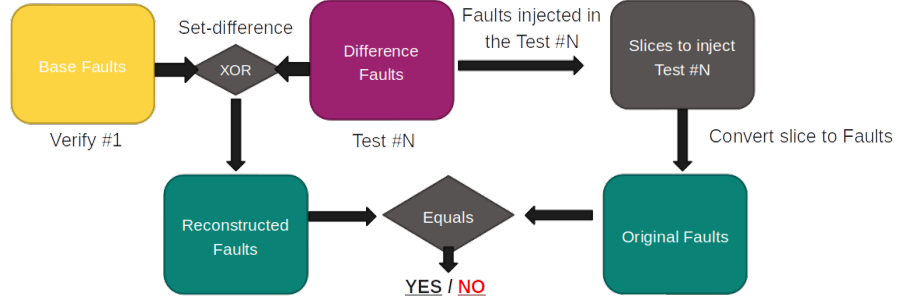 Set-difference
Faults injected in
the Test #N
Base Faults
XOR
Difference
Faults
Slices to inject
Test #N
Verify #1
Test #N
Convert slice to Faults
Reconstructed
Faults
Equals
Original Faults
YES / NO